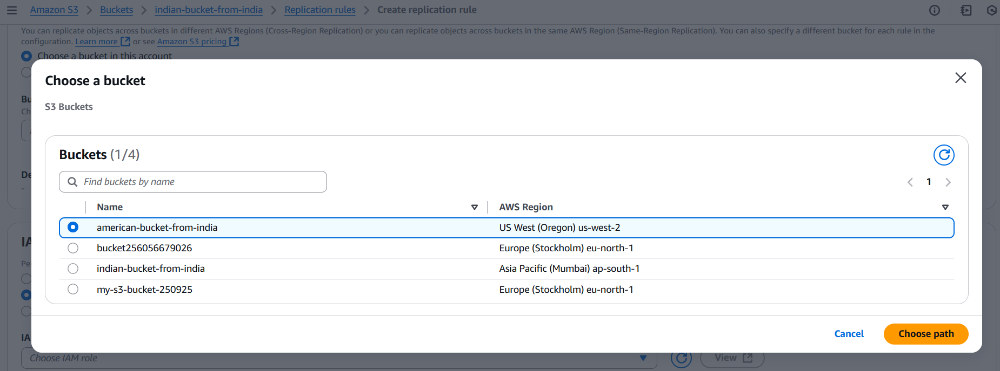 Amazon S3 > Buckets > indian-bucket-from-india > Replication rules > Create replication rule
You can replicate objects across buckets in different AWS Regions (Cross-Region Replication) or you can replicate objects across buckets in the same AWS Region (Same-Region Replication). You can also specify a different bucket for each rule in the
configuration. Learn more or see Amazon S3 pricing
Choose a bucket in this account
Choose a bucket
S3 Buckets
Buckets (1/4)
Find buckets by name
1
Name AWS Region
american-bucket-from-india US West (Oregon) us-west-2
bucket256056679026 Europe (Stockholm) eu-north-1
indian-bucket-from-india Asia Pacific (Mumbai) ap-south-1
my-s3-bucket-250925 Europe (Stockholm) eu-north-1
Cancel Choose path
IA
Choose IAM role View